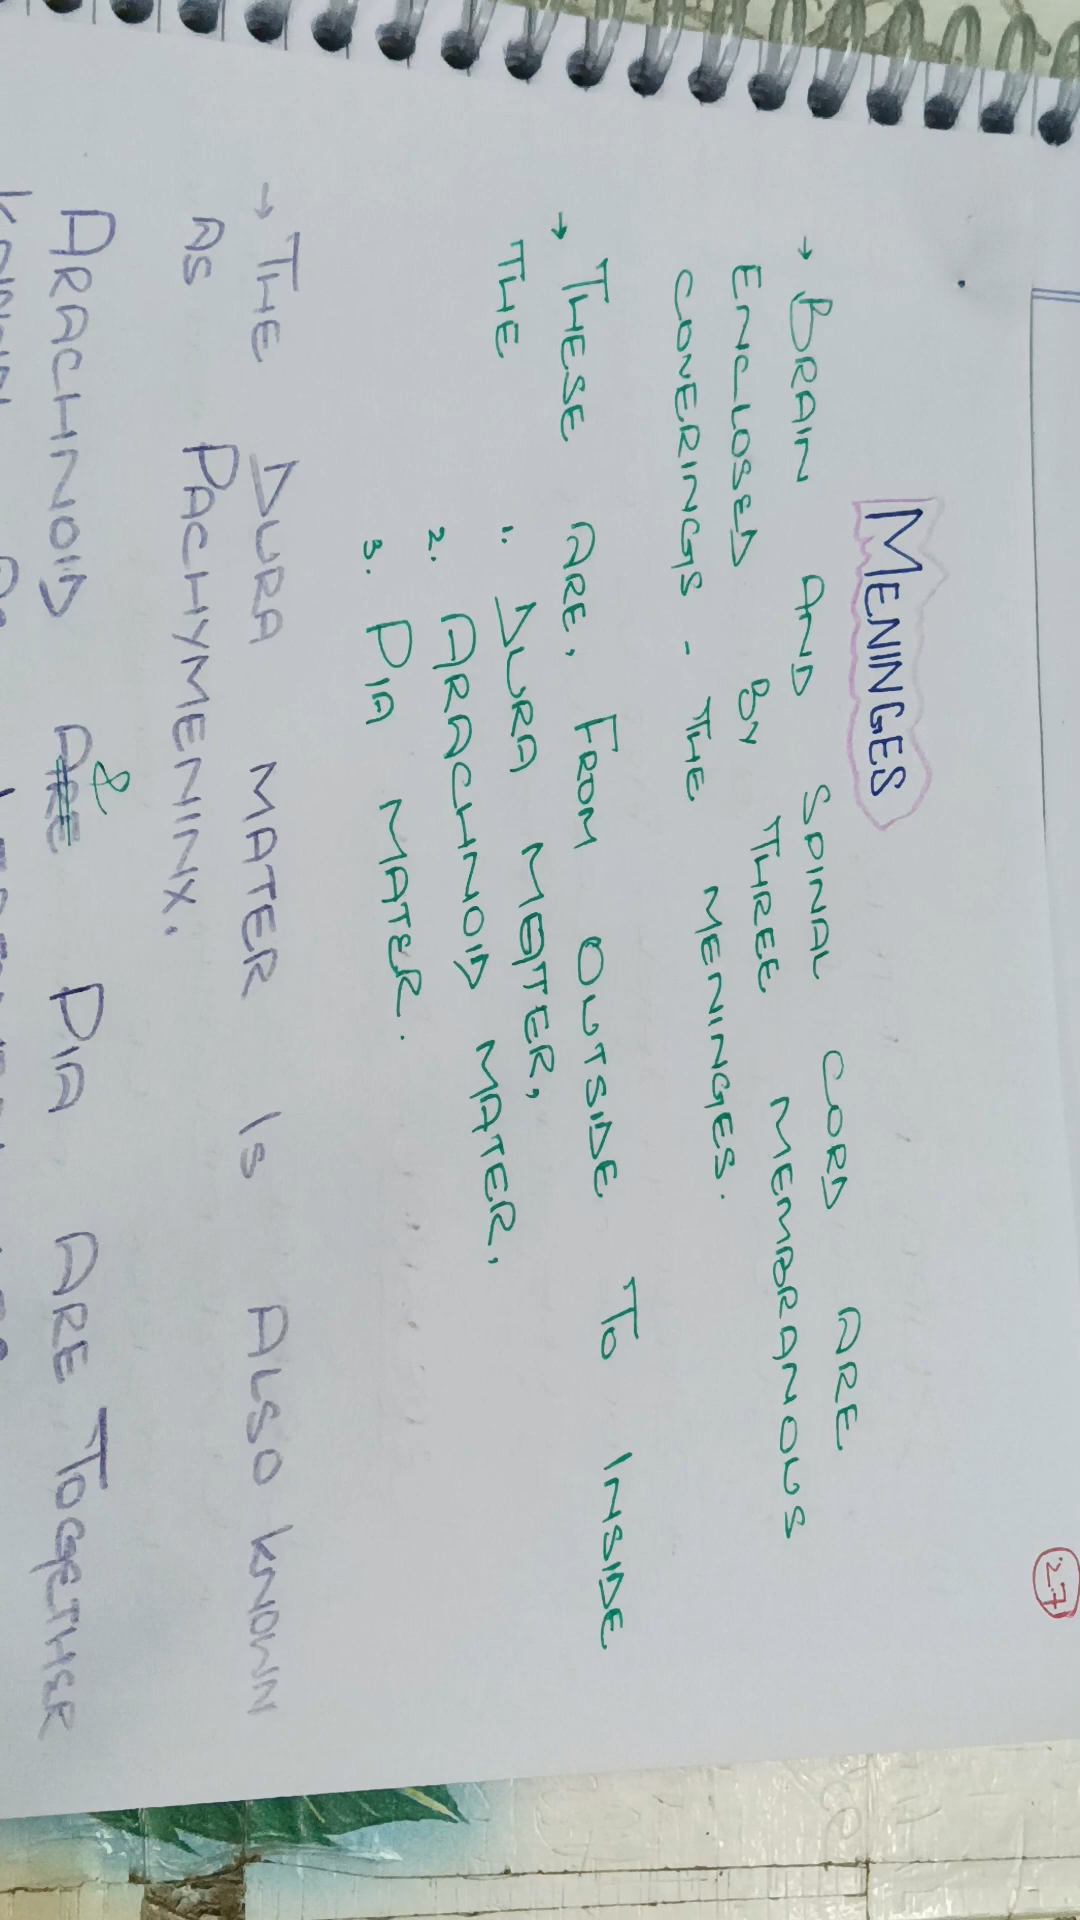 27
MENINGES
→ BRAIN AND SPINAL CORD ARE
ENCLOSED BY THREE MEMBRANOUS
COVERINGS - THE MENINGES.
→ THESE ARE, FROM OUTSIDE TO INSIDE
THE
1. DURA MATER,
2. ARACHNOID MATER,
3. PIA MATER.
→ THE DURA MATER IS ALSO KNOWN
AS PACHYMENINX.
ARACHNOID & PIA ARE TOGETHER